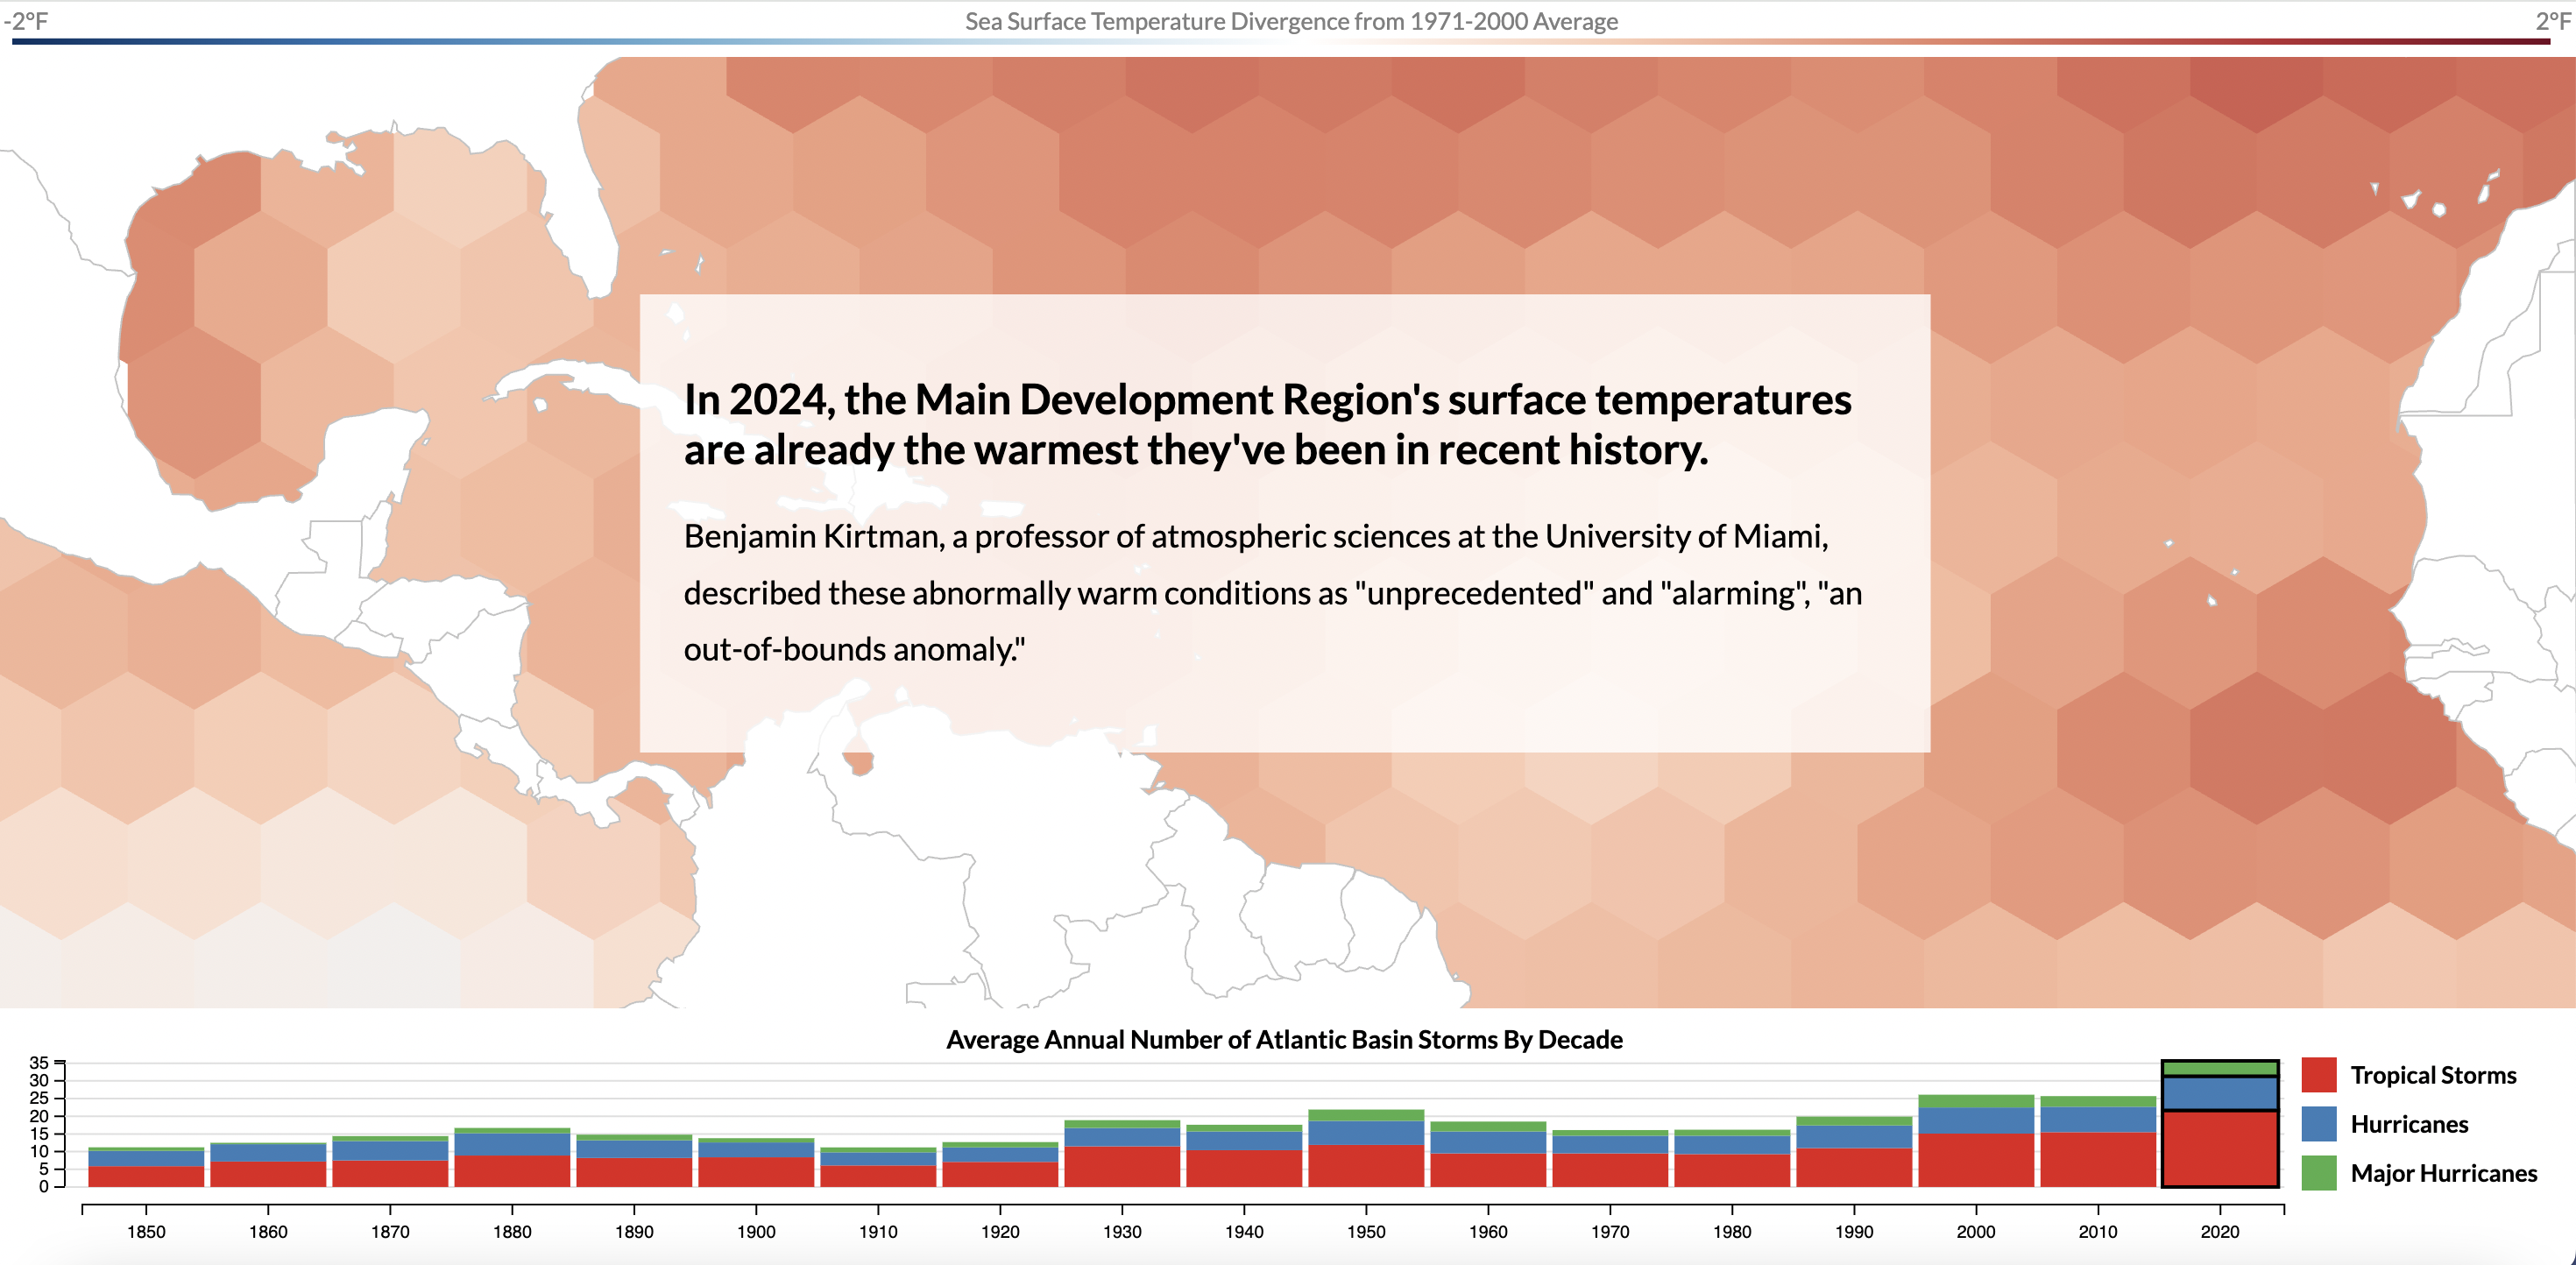 -2°F
Sea Surface Temperature Divergence from 1971-2000 Average
2°F
In 2024, the Main Development Region's surface temperatures
are already the warmest they've been in recent history.
Benjamin Kirtman, a professor of atmospheric sciences at the University of Miami,
described these abnormally warm conditions as "unprecedented" and "alarming", "an
out-of-bounds anomaly."
Average Annual Number of Atlantic Basin Storms By Decade
35
30
25
20
15
10
5
0
Tropical Storms
Hurricanes
Major Hurricanes
1850 1860 1870 1880 1890 1900 1910 1920 1930 1940 1950 1960 1970 1980 1990 2000 2010 2020